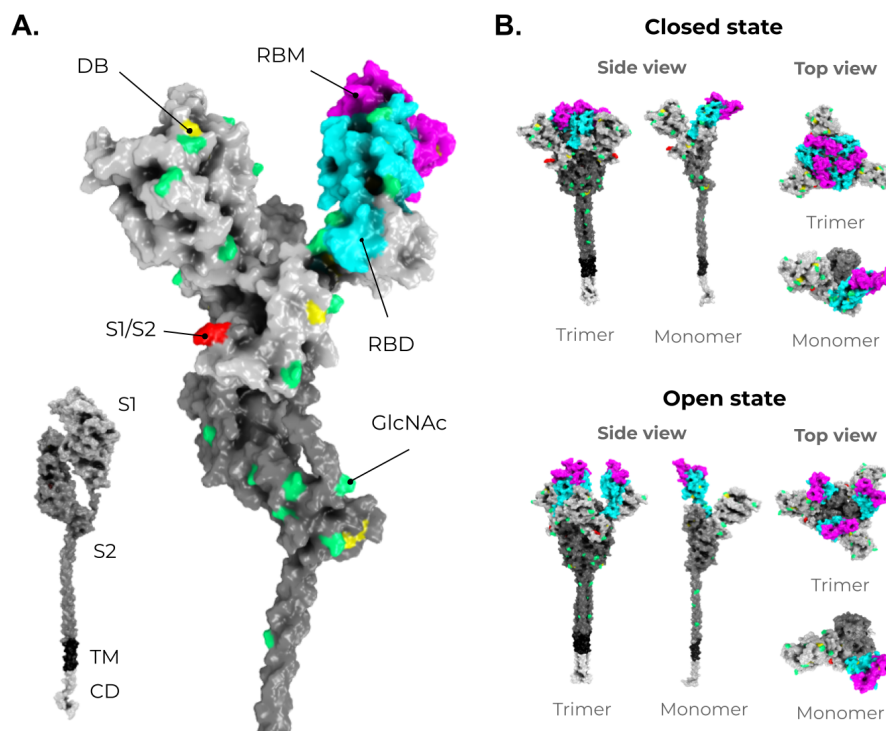 A.
DB
RBM
S1/S2
RBD
GlcNAc
S1
S2
TM
CD
B.
Closed state
Side view
Top view
Trimer
Monomer
Trimer
Monomer
Open state
Side view
Top view
Trimer
Monomer
Trimer
Monomer